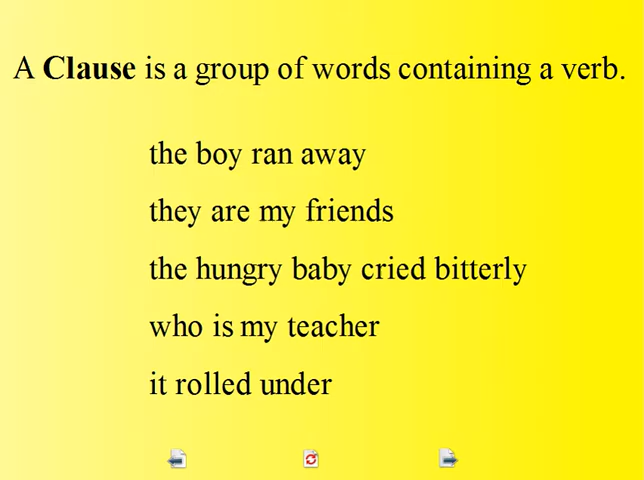 A Clause is a group of words containing a verb.
the boy ran away
they are my friends
the hungry baby cried bitterly
who is my teacher
it rolled under